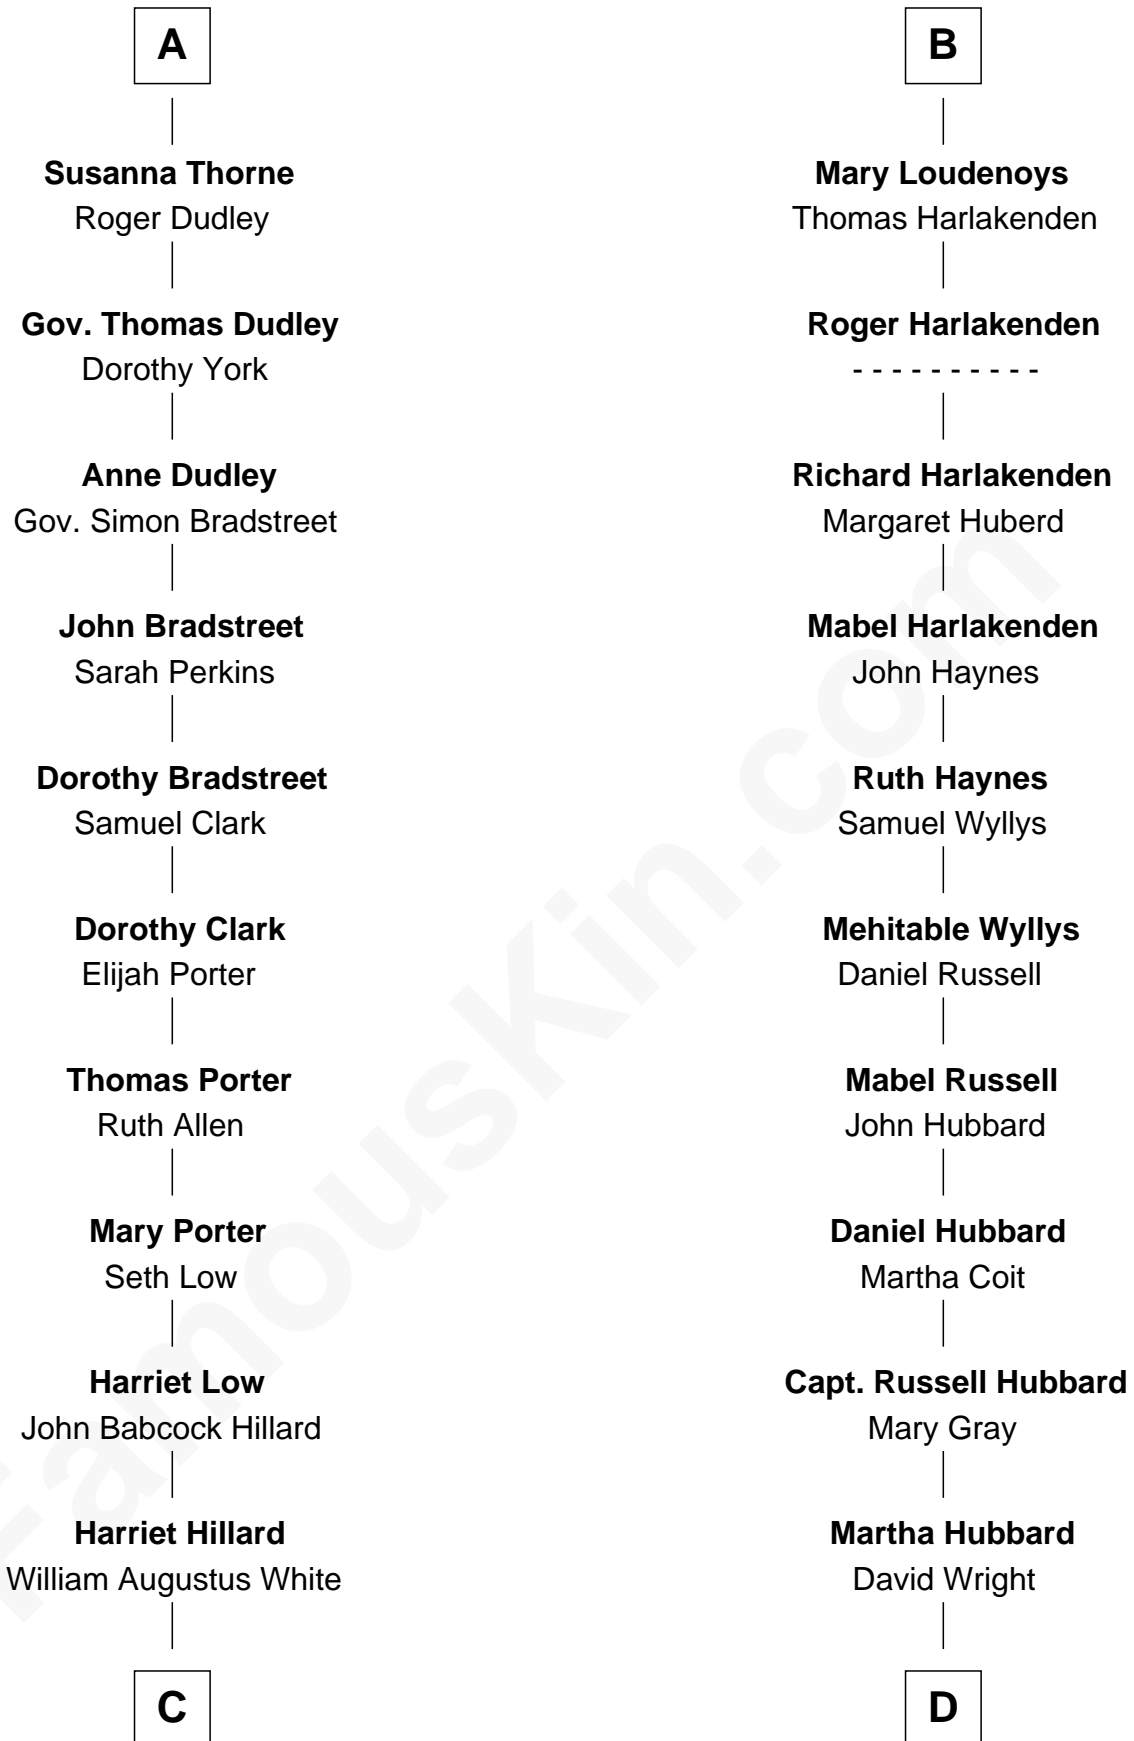 A
Susanna Thorne
Roger Dudley
Gov. Thomas Dudley
Dorothy York
Anne Dudley
Gov. Simon Bradstreet
John Bradstreet
Sarah Perkins
Dorothy Bradstreet
Samuel Clark
Dorothy Clark
Elijah Porter
Thomas Porter
Ruth Allen
Mary Porter
Seth Low
Harriet Low
John Babcock Hillard
Harriet Hillard
William Augustus White
C
B
Mary Loudenoys
Thomas Harlakenden
Roger Harlakenden
- - - - - - - - - -
Richard Harlakenden
Margaret Huberd
Mabel Harlakenden
John Haynes
Ruth Haynes
Samuel Wyllys
Mehitable Wyllys
Daniel Russell
Mabel Russell
John Hubbard
Daniel Hubbard
Martha Coit
Capt. Russell Hubbard
Mary Gray
Martha Hubbard
David Wright
D
FamousKin.com